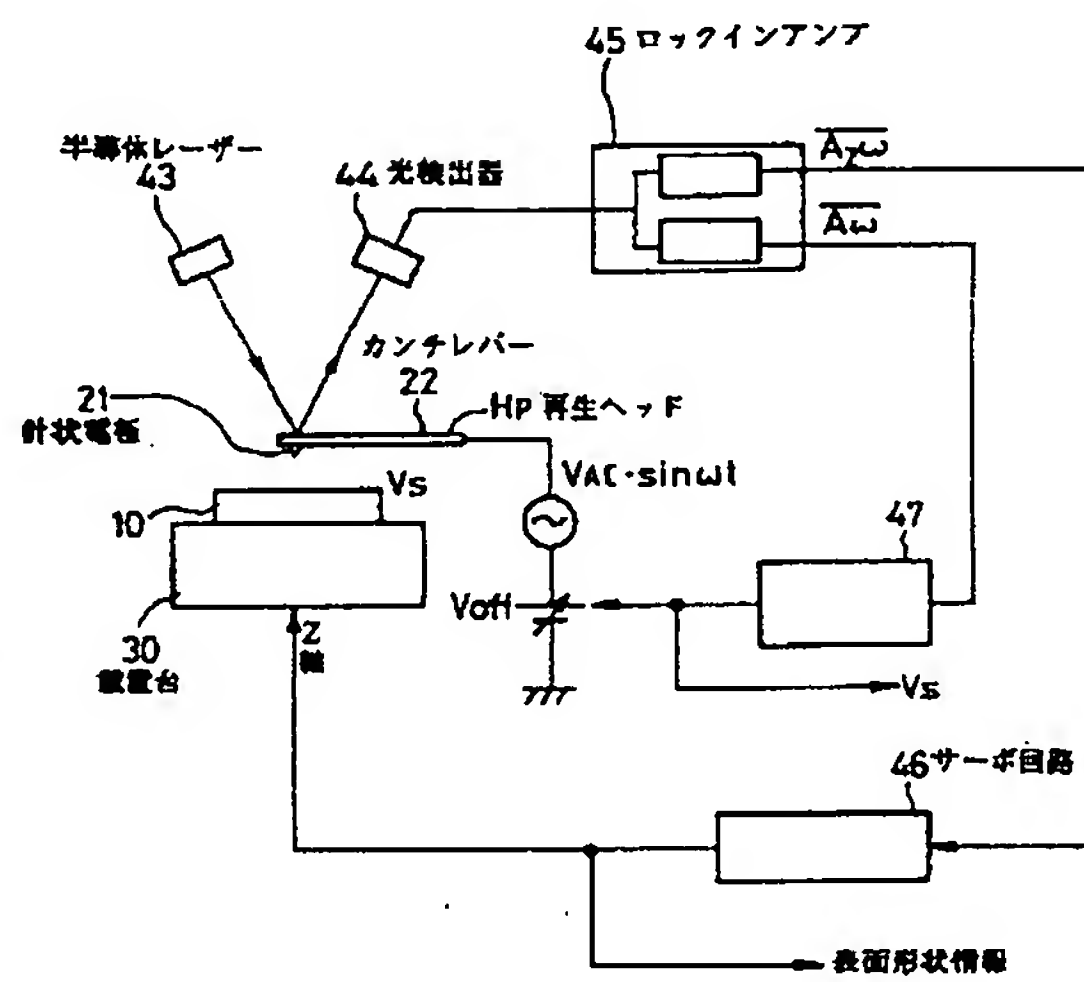 45 ロックインアンプ
半導体レーザー
43
44 光検出器
A2ω
Aω
カンチレバー
22
21
針状電極
HP 再生ヘッド
Vs
VAC·sinωt
10
47
Voff
Z
軸
30
載置台
Vs
46 サーボ回路
表面形状情報